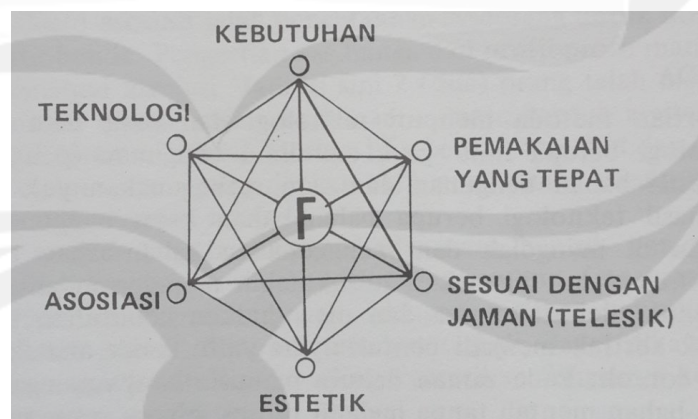 KEBUTUHAN
TEKNOLOGI
PEMAKAIAN
YANG TEPAT
F
ASOSIASI
SESUAI DENGAN
JAMAN (TELESIK)
ESTETIK